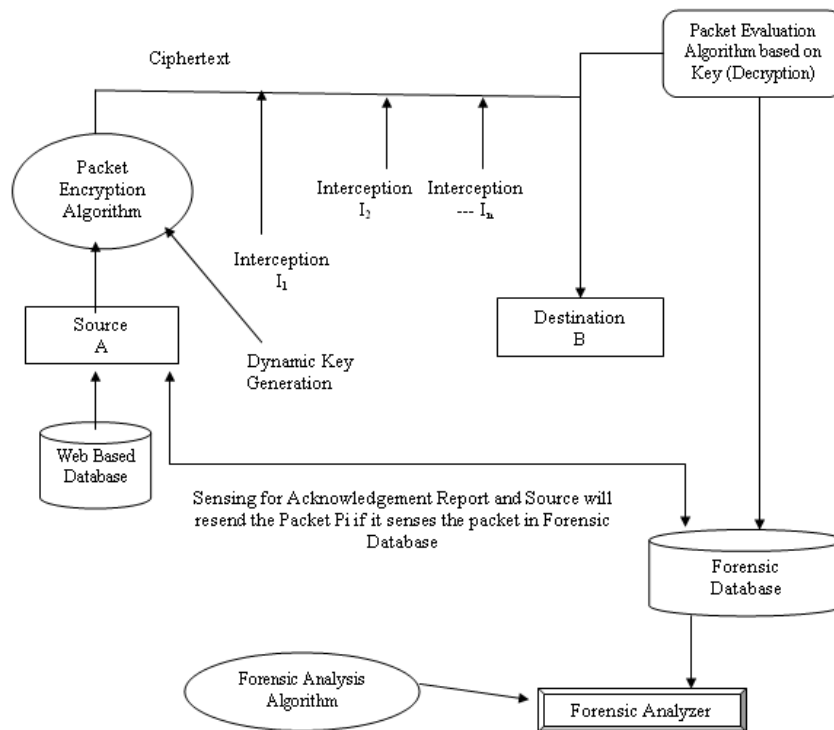 Packet Evaluation
Algorithm based on
Key (Decryption)
Ciphertext
Packet
Encryption
Algorithm
Interception
I2
Interception
--- In
Interception
I1
Source
A
Destination
B
Dynamic Key
Generation
Web Based
Database
Sensing for Acknowledgement Report and Source will
resend the Packet Pi if it senses the packet in Forensic
Database
Forensic
Database
Forensic Analysis
Algorithm
Forensic Analyzer